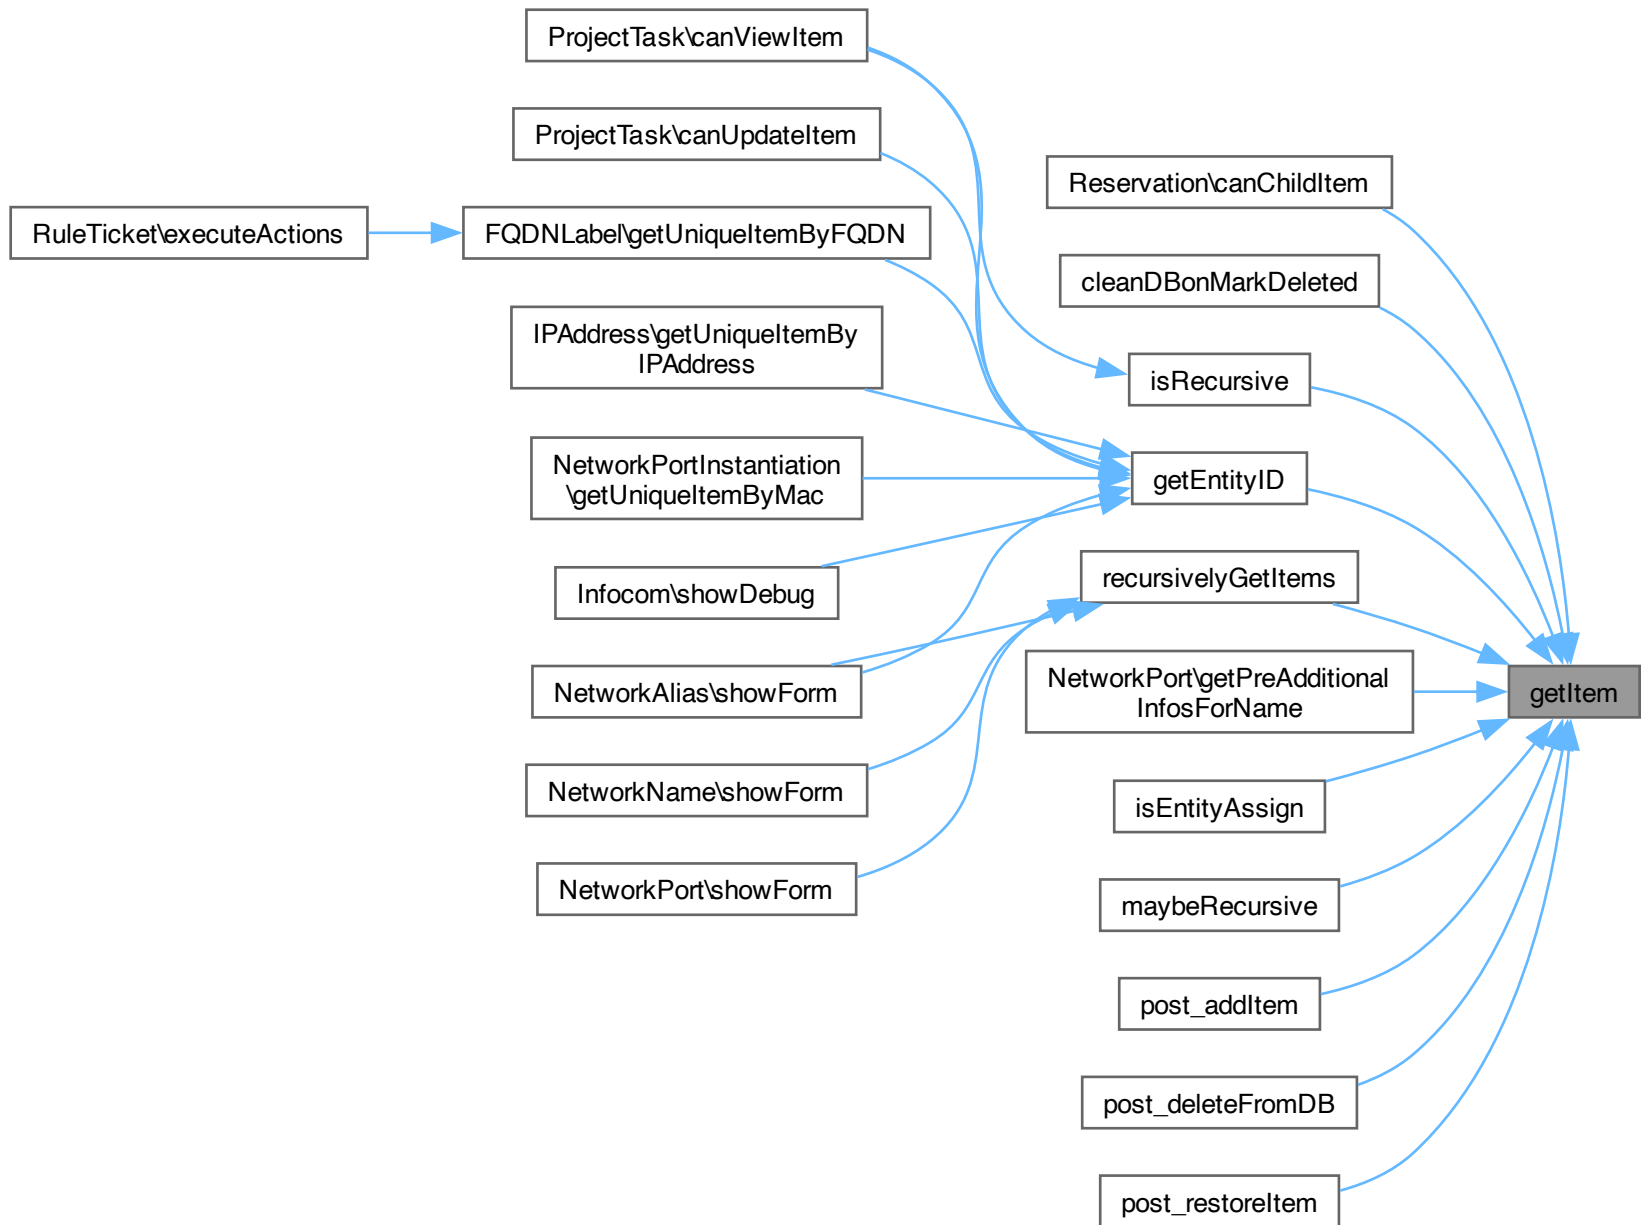 ProjectTask\canViewItem
ProjectTask\canUpdateItem
RuleTicket\executeActions
FQDNLabel\getUniqueItemByFQDN
IPAddress\getUniqueItemBy
IPAddress
NetworkPortInstantiation
\getUniqueItemByMac
Infocom\showDebug
NetworkAlias\showForm
NetworkName\showForm
NetworkPort\showForm
Reservation\canChildItem
cleanDBonMarkDeleted
isRecursive
getEntityID
recursivelyGetItems
NetworkPort\getPreAdditional
InfosForName
isEntityAssign
maybeRecursive
post_addItem
post_deleteFromDB
post_restoreItem
getItem